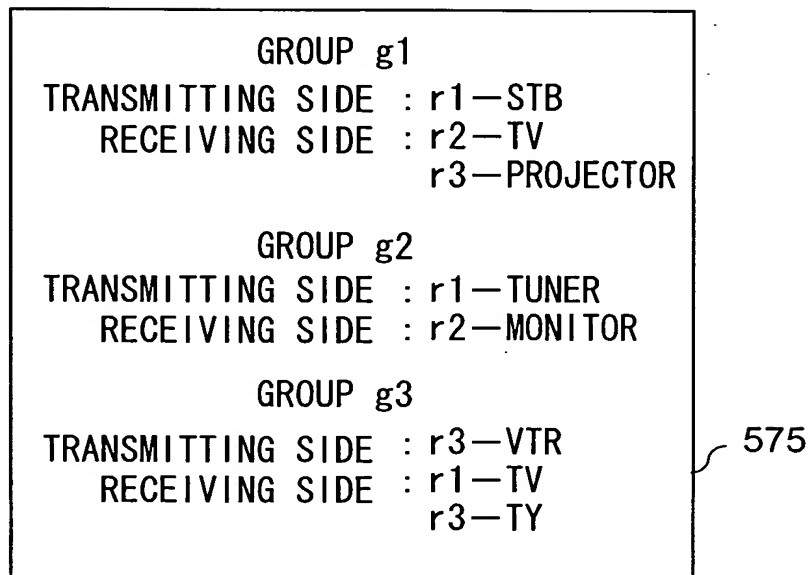 GROUP g1
TRANSMITTING SIDE : r1—STB
RECEIVING SIDE : r2—TV
r3—PROJECTOR
GROUP g2
TRANSMITTING SIDE : r1—TUNER
RECEIVING SIDE : r2—MONITOR
GROUP g3
TRANSMITTING SIDE : r3—VTR
RECEIVING SIDE : r1—TV
r3—TY
575